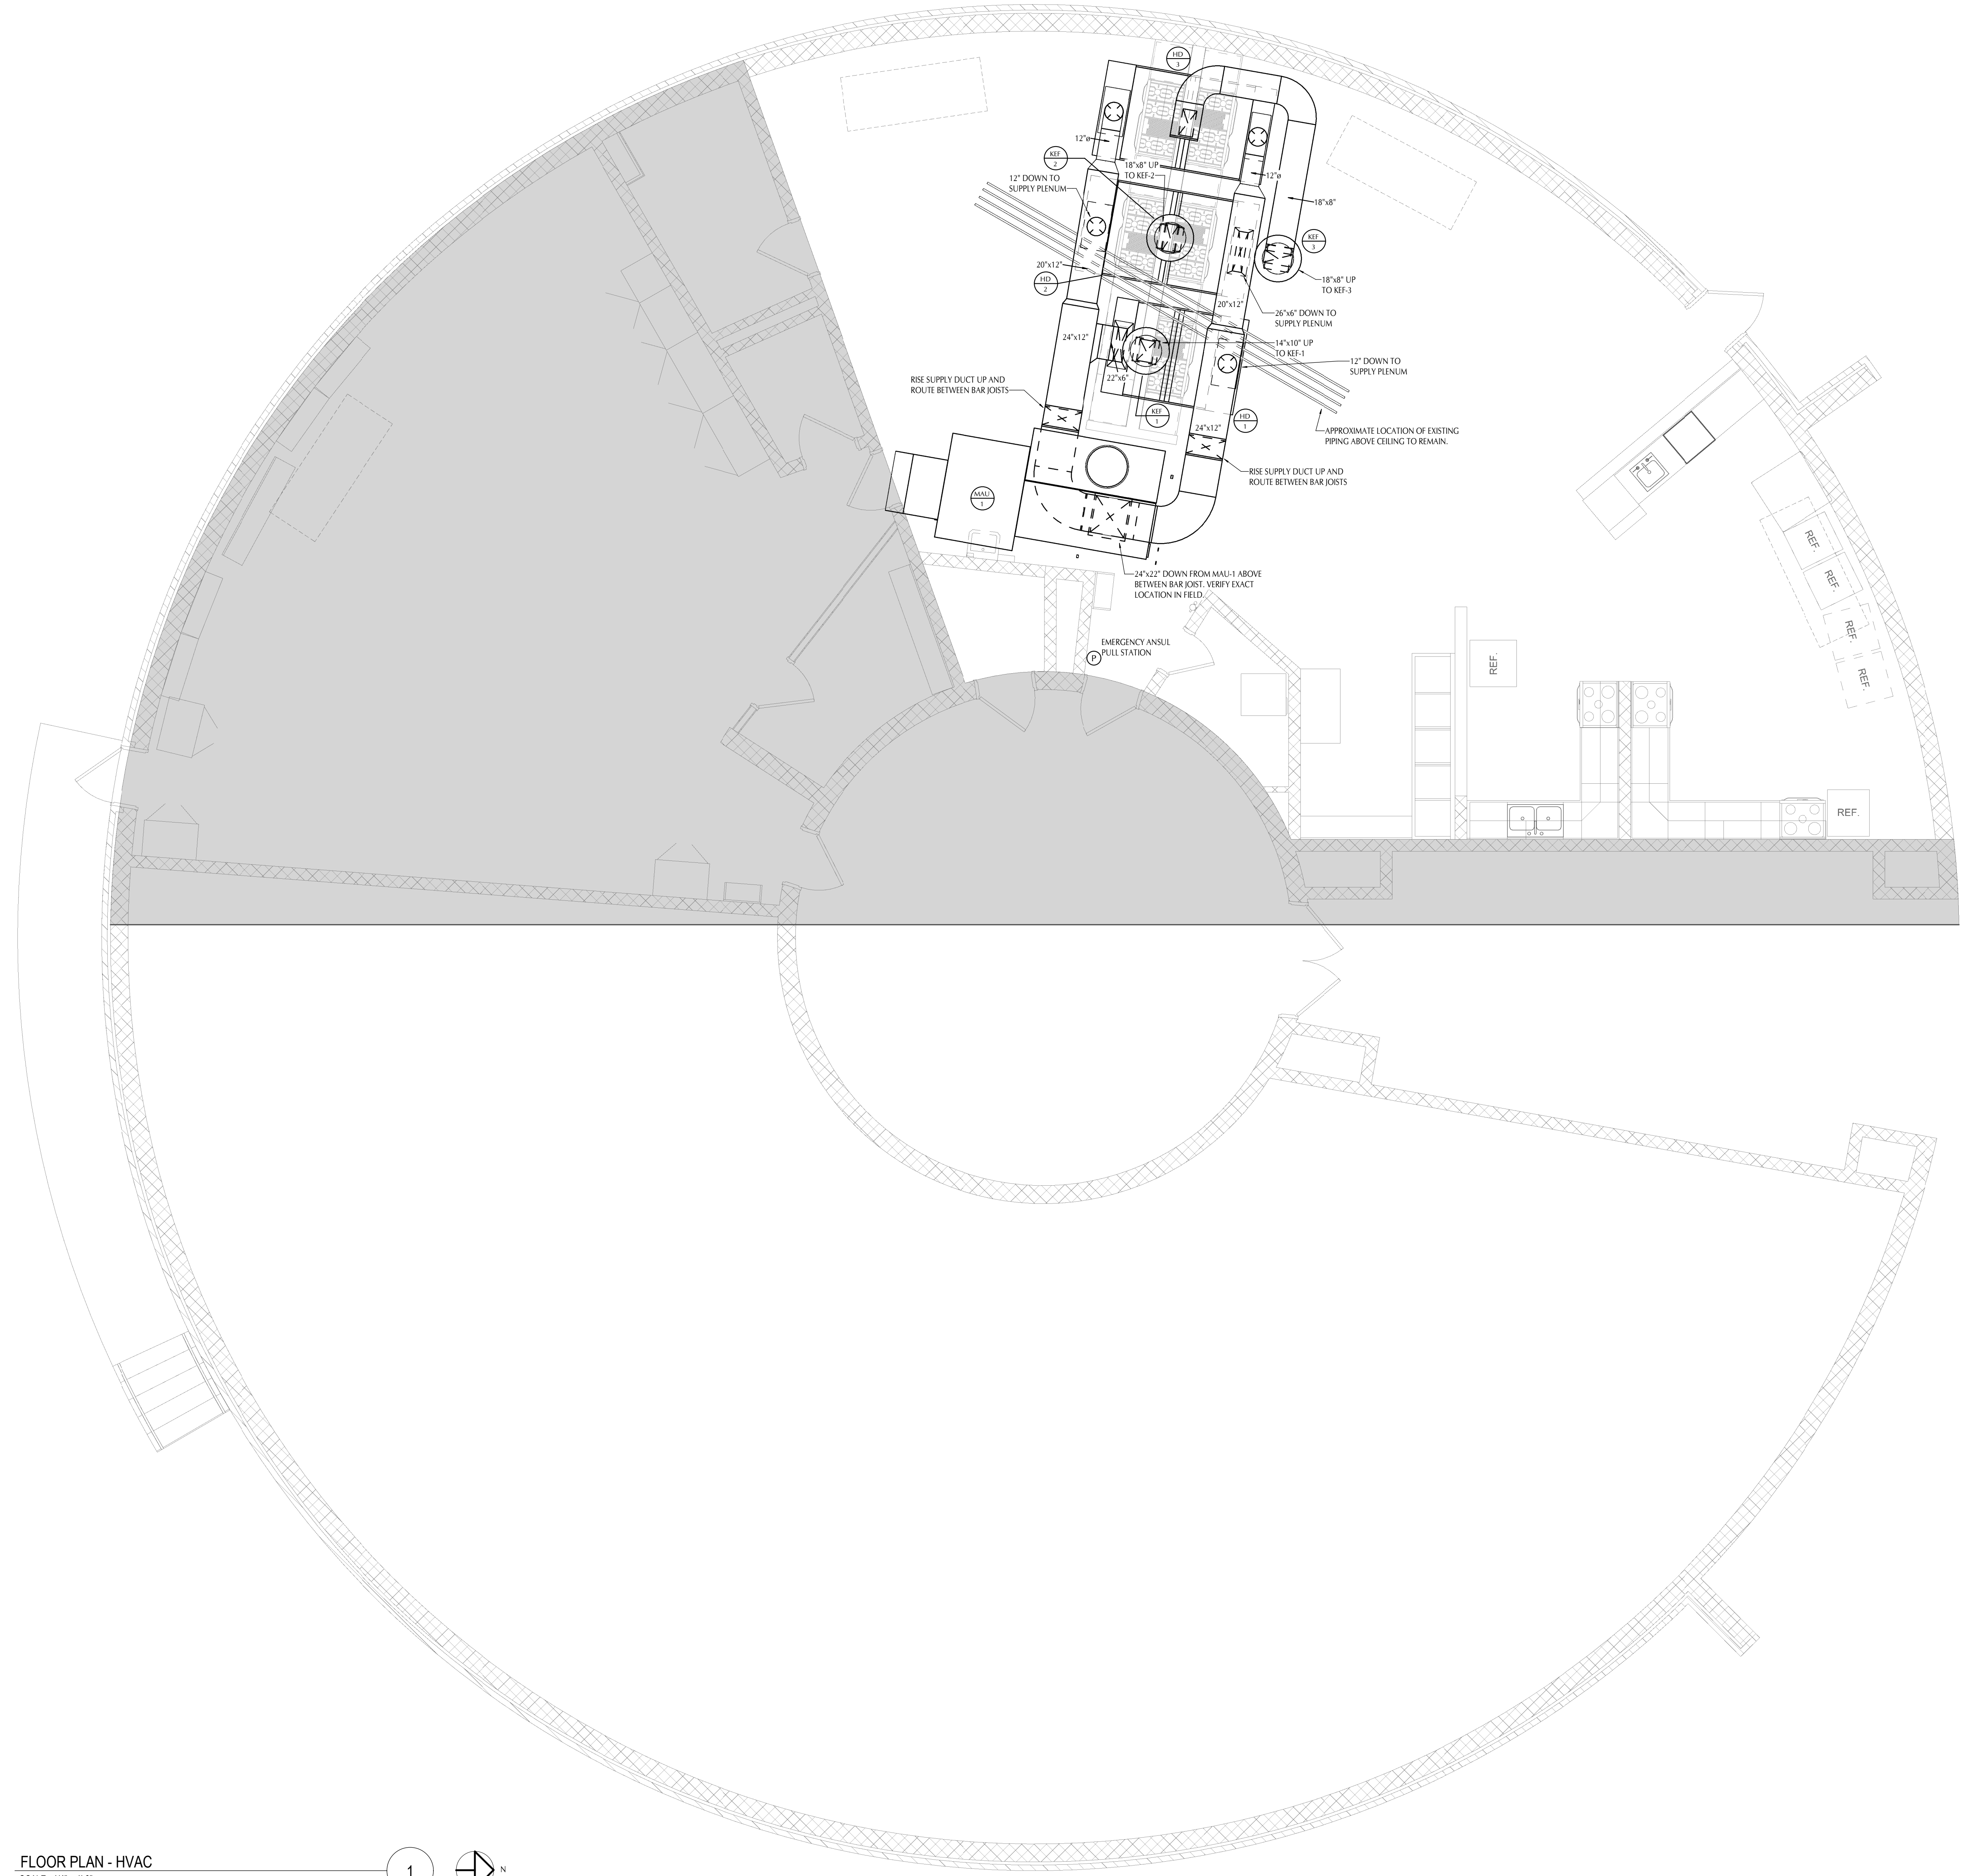 HD
3
12"ø
KEF
2
18"x8" UP
TO KEF-2
12"ø
12" DOWN TO
SUPPLY PLENUM
18"x8"
KEF
3
20"x12"
HD
2
18"x8" UP
TO KEF-3
20"x12"
26"x6" DOWN TO
SUPPLY PLENUM
24"x12"
14"x10" UP
TO KEF-1
12" DOWN TO
SUPPLY PLENUM
22"x6"
RISE SUPPLY DUCT UP AND
ROUTE BETWEEN BAR JOISTS
KEF
1
HD
1
24"x12"
APPROXIMATE LOCATION OF EXISTING
PIPING ABOVE CEILING TO REMAIN.
RISE SUPPLY DUCT UP AND
ROUTE BETWEEN BAR JOISTS
MAU
1
24"x22" DOWN FROM MAU-1 ABOVE
BETWEEN BAR JOIST. VERIFY EXACT
LOCATION IN FIELD.
REF.
REF.
REF.
REF.
EMERGENCY ANSUL
PULL STATION
P
REF.
REF.
FLOOR PLAN - HVAC
1
N